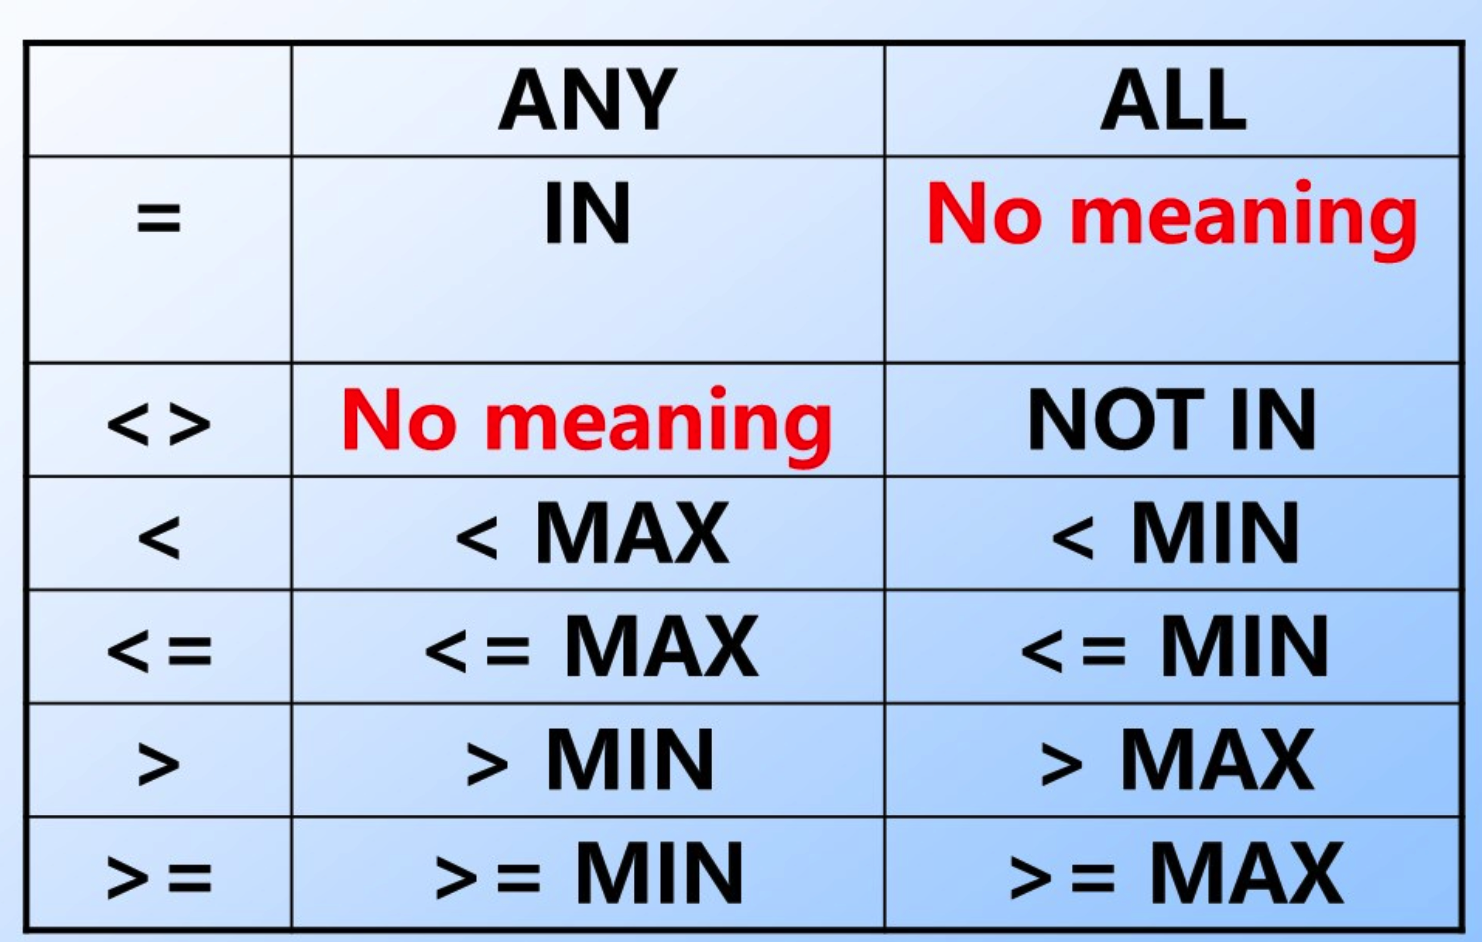 ANY ALL
= IN No meaning
<> No meaning NOT IN
< < MAX < MIN
<= <= MAX <= MIN
> > MIN > MAX
>= >= MIN >= MAX